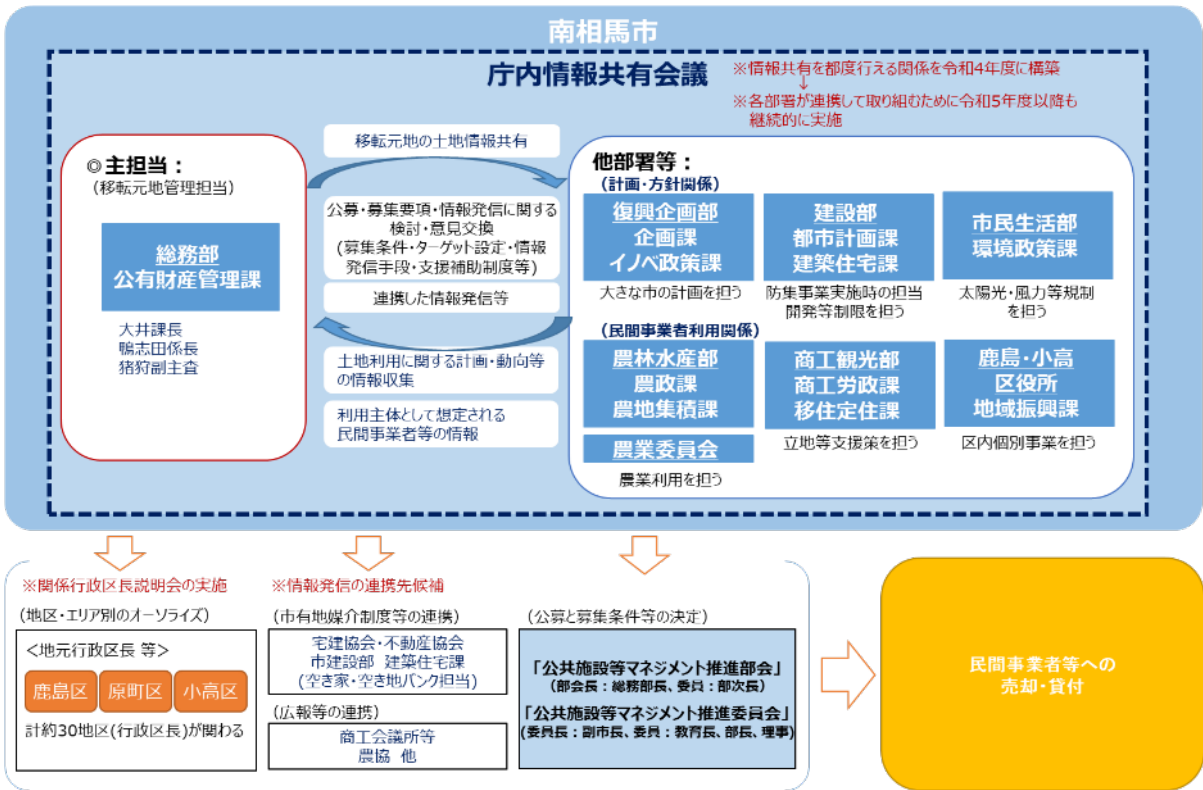 南相馬市
庁内情報共有会議
※情報共有を都度行える関係を令和4年度に構築
↓
※各部署が連携して取り組むために令和5年度以降も
継続的に実施
◎主担当：
(移転元地管理担当)
総務部
公有財産管理課
大井課長
鴨志田係長
猪狩副主査
移転元地の土地情報共有
公募・募集要項・情報発信に関する
検討・意見交換
(募集条件・ターゲット設定・情報
発信手段・支援補助制度等)
連携した情報発信等
土地利用に関する計画・動向等
の情報収集
利用主体として想定される
民間事業者等の情報
他部署等：
(計画・方針関係)
復興企画部
企画課
イノベ政策課
大きな市の計画を担う
建設部
都市計画課
建築住宅課
防集事業実施時の担当
開発等制限を担う
市民生活部
環境政策課
太陽光・風力等規制
を担う
(民間事業者利用関係)
農林水産部
農政課
農地集積課
農業委員会
農業利用を担う
商工観光部
商工労政課
移住定住課
立地等支援策を担う
鹿島・小高
区役所
地域振興課
区内個別事業を担う
※関係行政区長説明会の実施
(地区・エリア別のオーソライズ)
＜地元行政区長 等＞
鹿島区 原町区 小高区
計約30地区(行政区長)が関わる
※情報発信の連携先候補
(市有地媒介制度等の連携)
宅建協会・不動産協会
市建設部 建築住宅課
(空き家・空き地バンク担当)
(広報等の連携)
商工会議所等
農協 他
(公募と募集条件等の決定)
「公共施設等マネジメント推進部会」
(部会長：総務部長、委員：部次長)
「公共施設等マネジメント推進委員会」
(委員長：副市長、委員：教育長、部長、理事)
民間事業者等への
売却・貸付